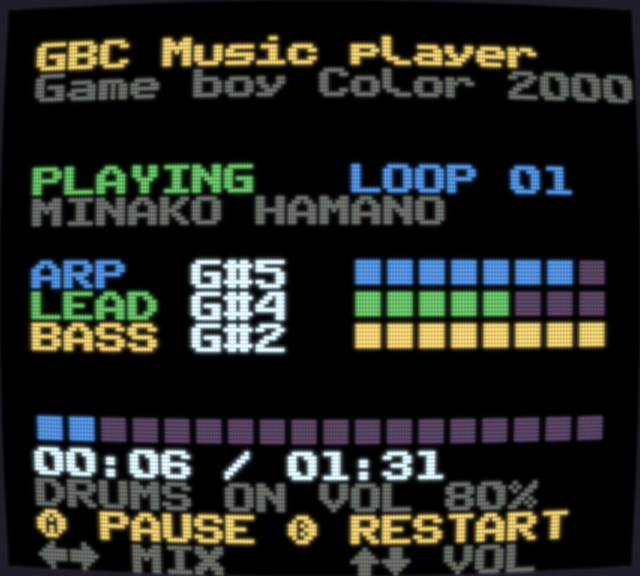 GBC Music player
Game boy Color 2000
PLAYING LOOP 01
MINAKO HAMANO
ARP G#5
LEAD G#4
BASS G#2
00:06 / 01:31
DRUMS ON VOL 80%
A PAUSE B RESTART
←→ MIX ↑↓ VOL